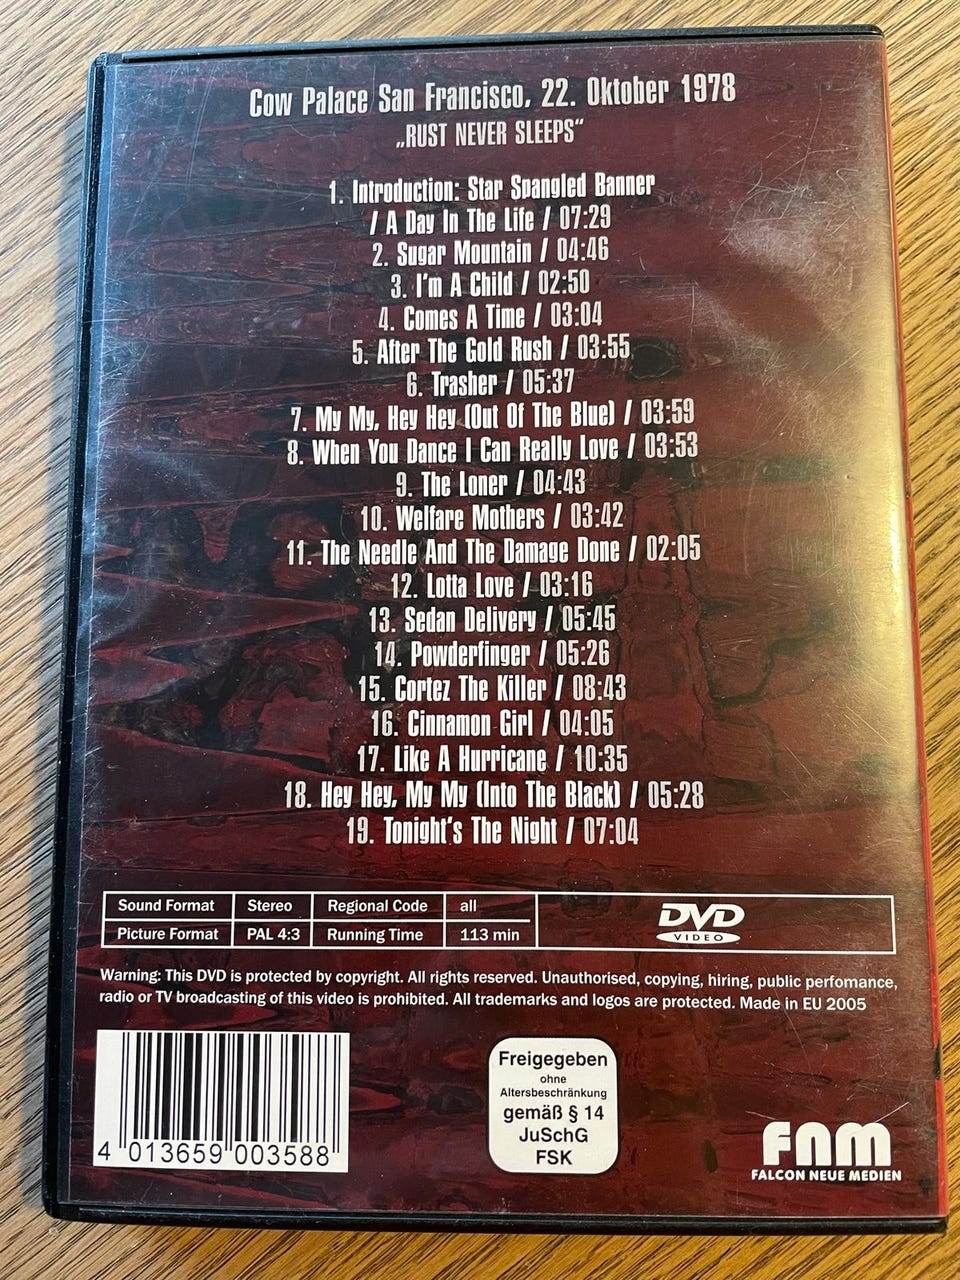 Cow Palace San Francisco, 22. Oktober 1978
„RUST NEVER SLEEPS“
1. Introduction: Star Spangled Banner
/ A Day In The Life / 07:29
2. Sugar Mountain / 04:46
3. I'm A Child / 02:50
4. Comes A Time / 03:04
5. After The Gold Rush / 03:55
6. Trasher / 05:37
7. My My, Hey Hey (Out Of The Blue) / 03:59
8. When You Dance I Can Really Love / 03:53
9. The Loner / 04:43
10. Welfare Mothers / 03:42
11. The Needle And The Damage Done / 02:05
12. Lotta Love / 03:16
13. Sedan Delivery / 05:45
14. Powderfinger / 05:26
15. Cortez The Killer / 08:43
16. Cinnamon Girl / 04:05
17. Like A Hurricane / 10:35
18. Hey Hey, My My (Into The Black) / 05:28
19. Tonight's The Night / 07:04
Sound Format Stereo Regional Code all
Picture Format PAL 4:3 Running Time 113 min
DVD
VIDEO
Warning: This DVD is protected by copyright. All rights reserved. Unauthorised, copying, hiring, public perfomance,
radio or TV broadcasting of this video is prohibited. All trademarks and logos are protected. Made in EU 2005
4 013659 003588
Freigegeben
ohne
Altersbeschränkung
gemäß § 14
JuSchG
FSK
FNM
FALCON NEUE MEDIEN